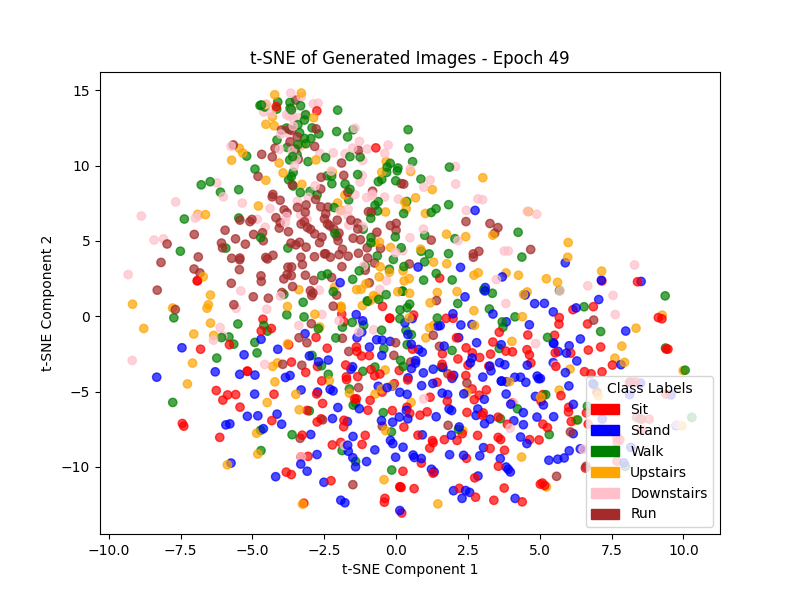 t-SNE of Generated Images - Epoch 49
t-SNE Component 2
15
10
5
0
−5
−10
Class Labels
Sit
Stand
Walk
Upstairs
Downstairs
Run
−10.0 −7.5 −5.0 −2.5 0.0 2.5 5.0 7.5 10.0
t-SNE Component 1